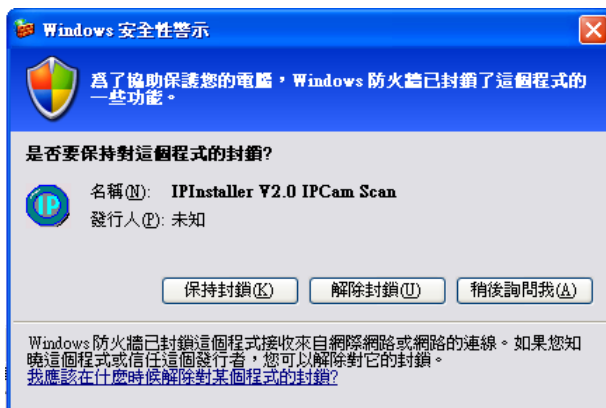 Windows 安全性警示
為了協助保護您的電腦，Windows 防火牆已封鎖了這個程式的
一些功能。
是否要保持對這個程式的封鎖?
名稱(N): IPInstaller V2.0 IPCam Scan
發行人(P): 未知
保持封鎖(K) 解除封鎖(U) 稍後詢問我(A)
Windows 防火牆已封鎖這個程式接收來自網際網路或網路的連線。如果您知
曉這個程式或信任這個發行者，您可以解除對它的封鎖。
我應該在什麼時候解除對某個程式的封鎖?
IP